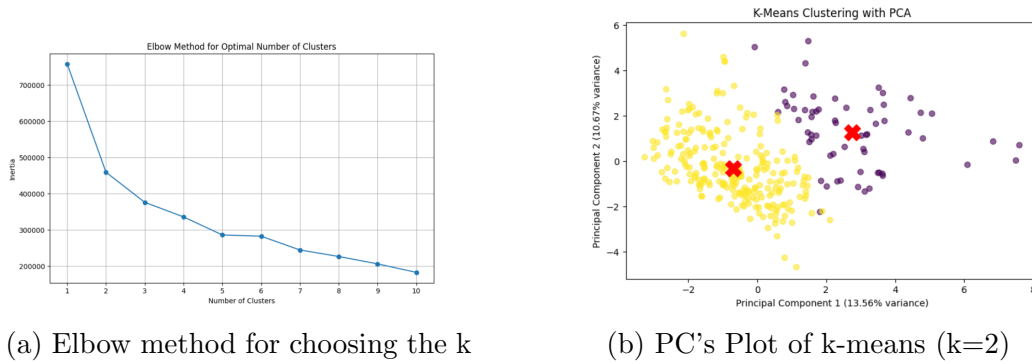 Elbow Method for Optimal Number of Clusters
700000
600000
500000
400000
300000
200000
Inertia
1 2 3 4 5 6 7 8 9 10
Number of Clusters
(a) Elbow method for choosing the k
K-Means Clustering with PCA
6
4
2
0
−2
−4
Principal Component 2 (10.67% variance)
−2 0 2 4 6 8
Principal Component 1 (13.56% variance)
(b) PC's Plot of k-means (k=2)